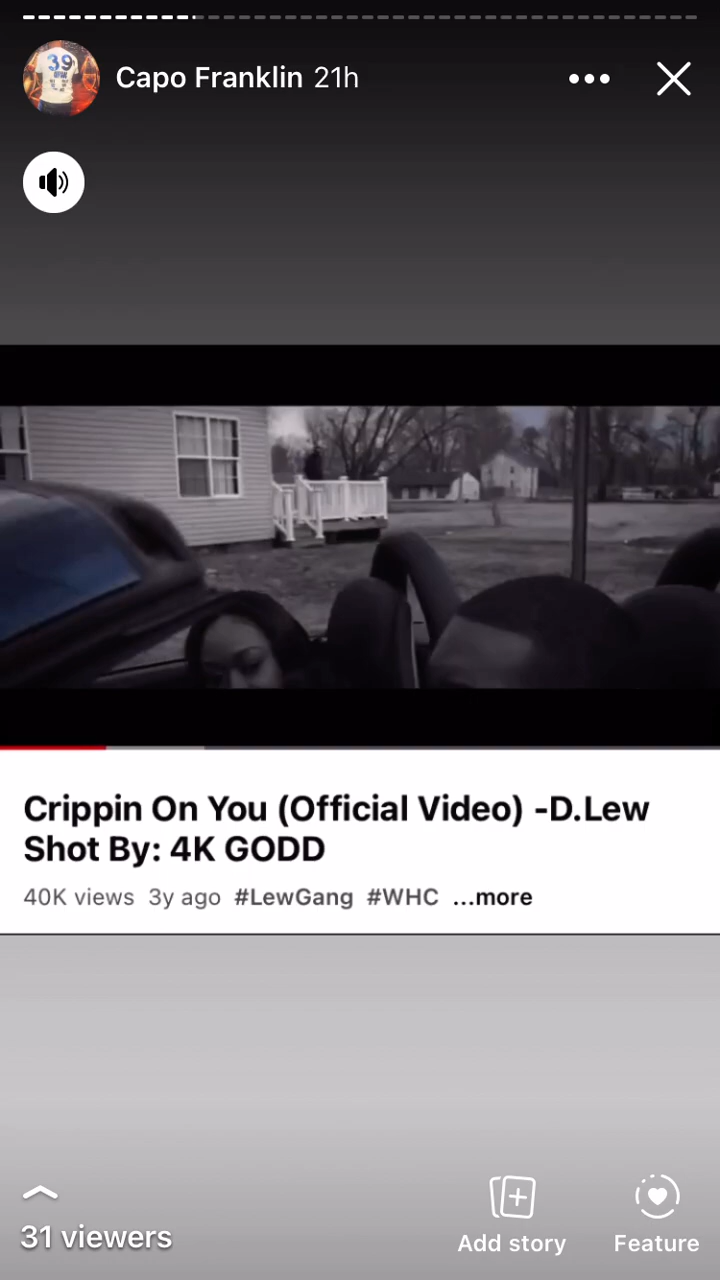 Capo Franklin 21h
39
Crippin On You (Official Video) -D.Lew
Shot By: 4K GODD
40K views 3y ago #LewGang #WHC ...more
31 viewers
Add story
Feature